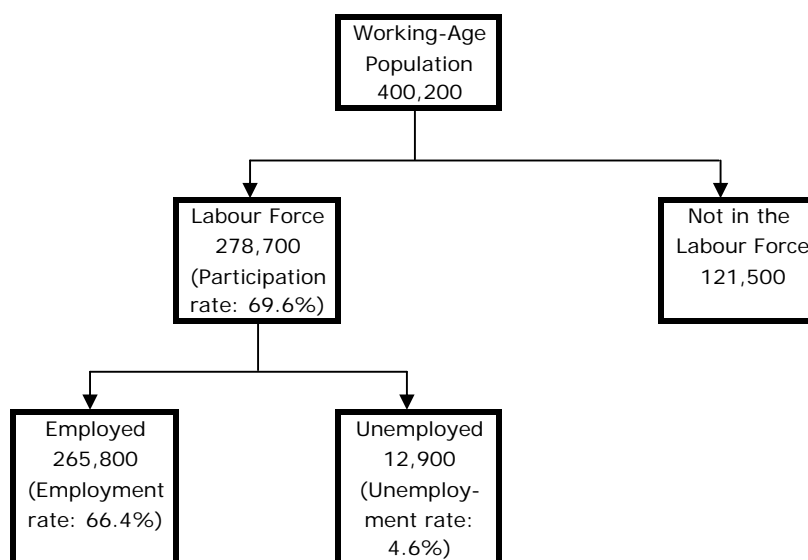 Working-Age
Population
400,200
Labour Force
278,700
(Participation
rate: 69.6%)
Not in the
Labour Force
121,500
Employed
265,800
(Employment
rate: 66.4%)
Unemployed
12,900
(Unemploy-
ment rate:
4.6%)